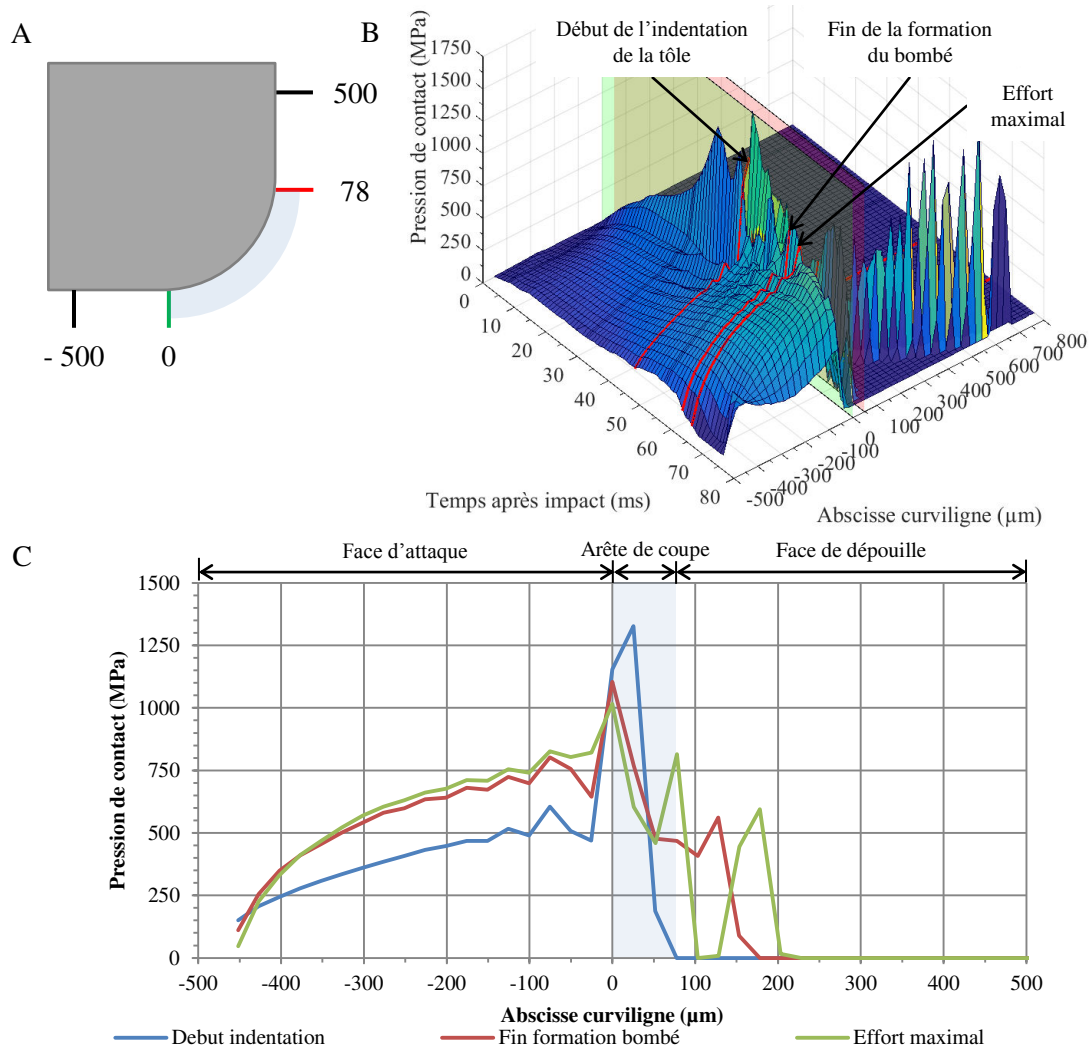 A
500
78
- 500
0
B
Début de l'indentation
de la tôle
Fin de la formation
du bombé
Effort
maximal
Pression de contact (MPa)
1750
1500
1250
1000
750
500
250
0
0
10
20
30
40
50
60
70
80
Temps après impact (ms)
-500
-400
-300
-200
-100
0
100
200
300
400
500
600
700
800
Abscisse curviligne (µm)
C
Face d'attaque
Arête de coupe
Face de dépouille
Pression de contact (MPa)
1500
1250
1000
750
500
250
0
-500 -400 -300 -200 -100 0 100 200 300 400 500
Abscisse curviligne (µm)
Debut indentation Fin formation bombé Effort maximal